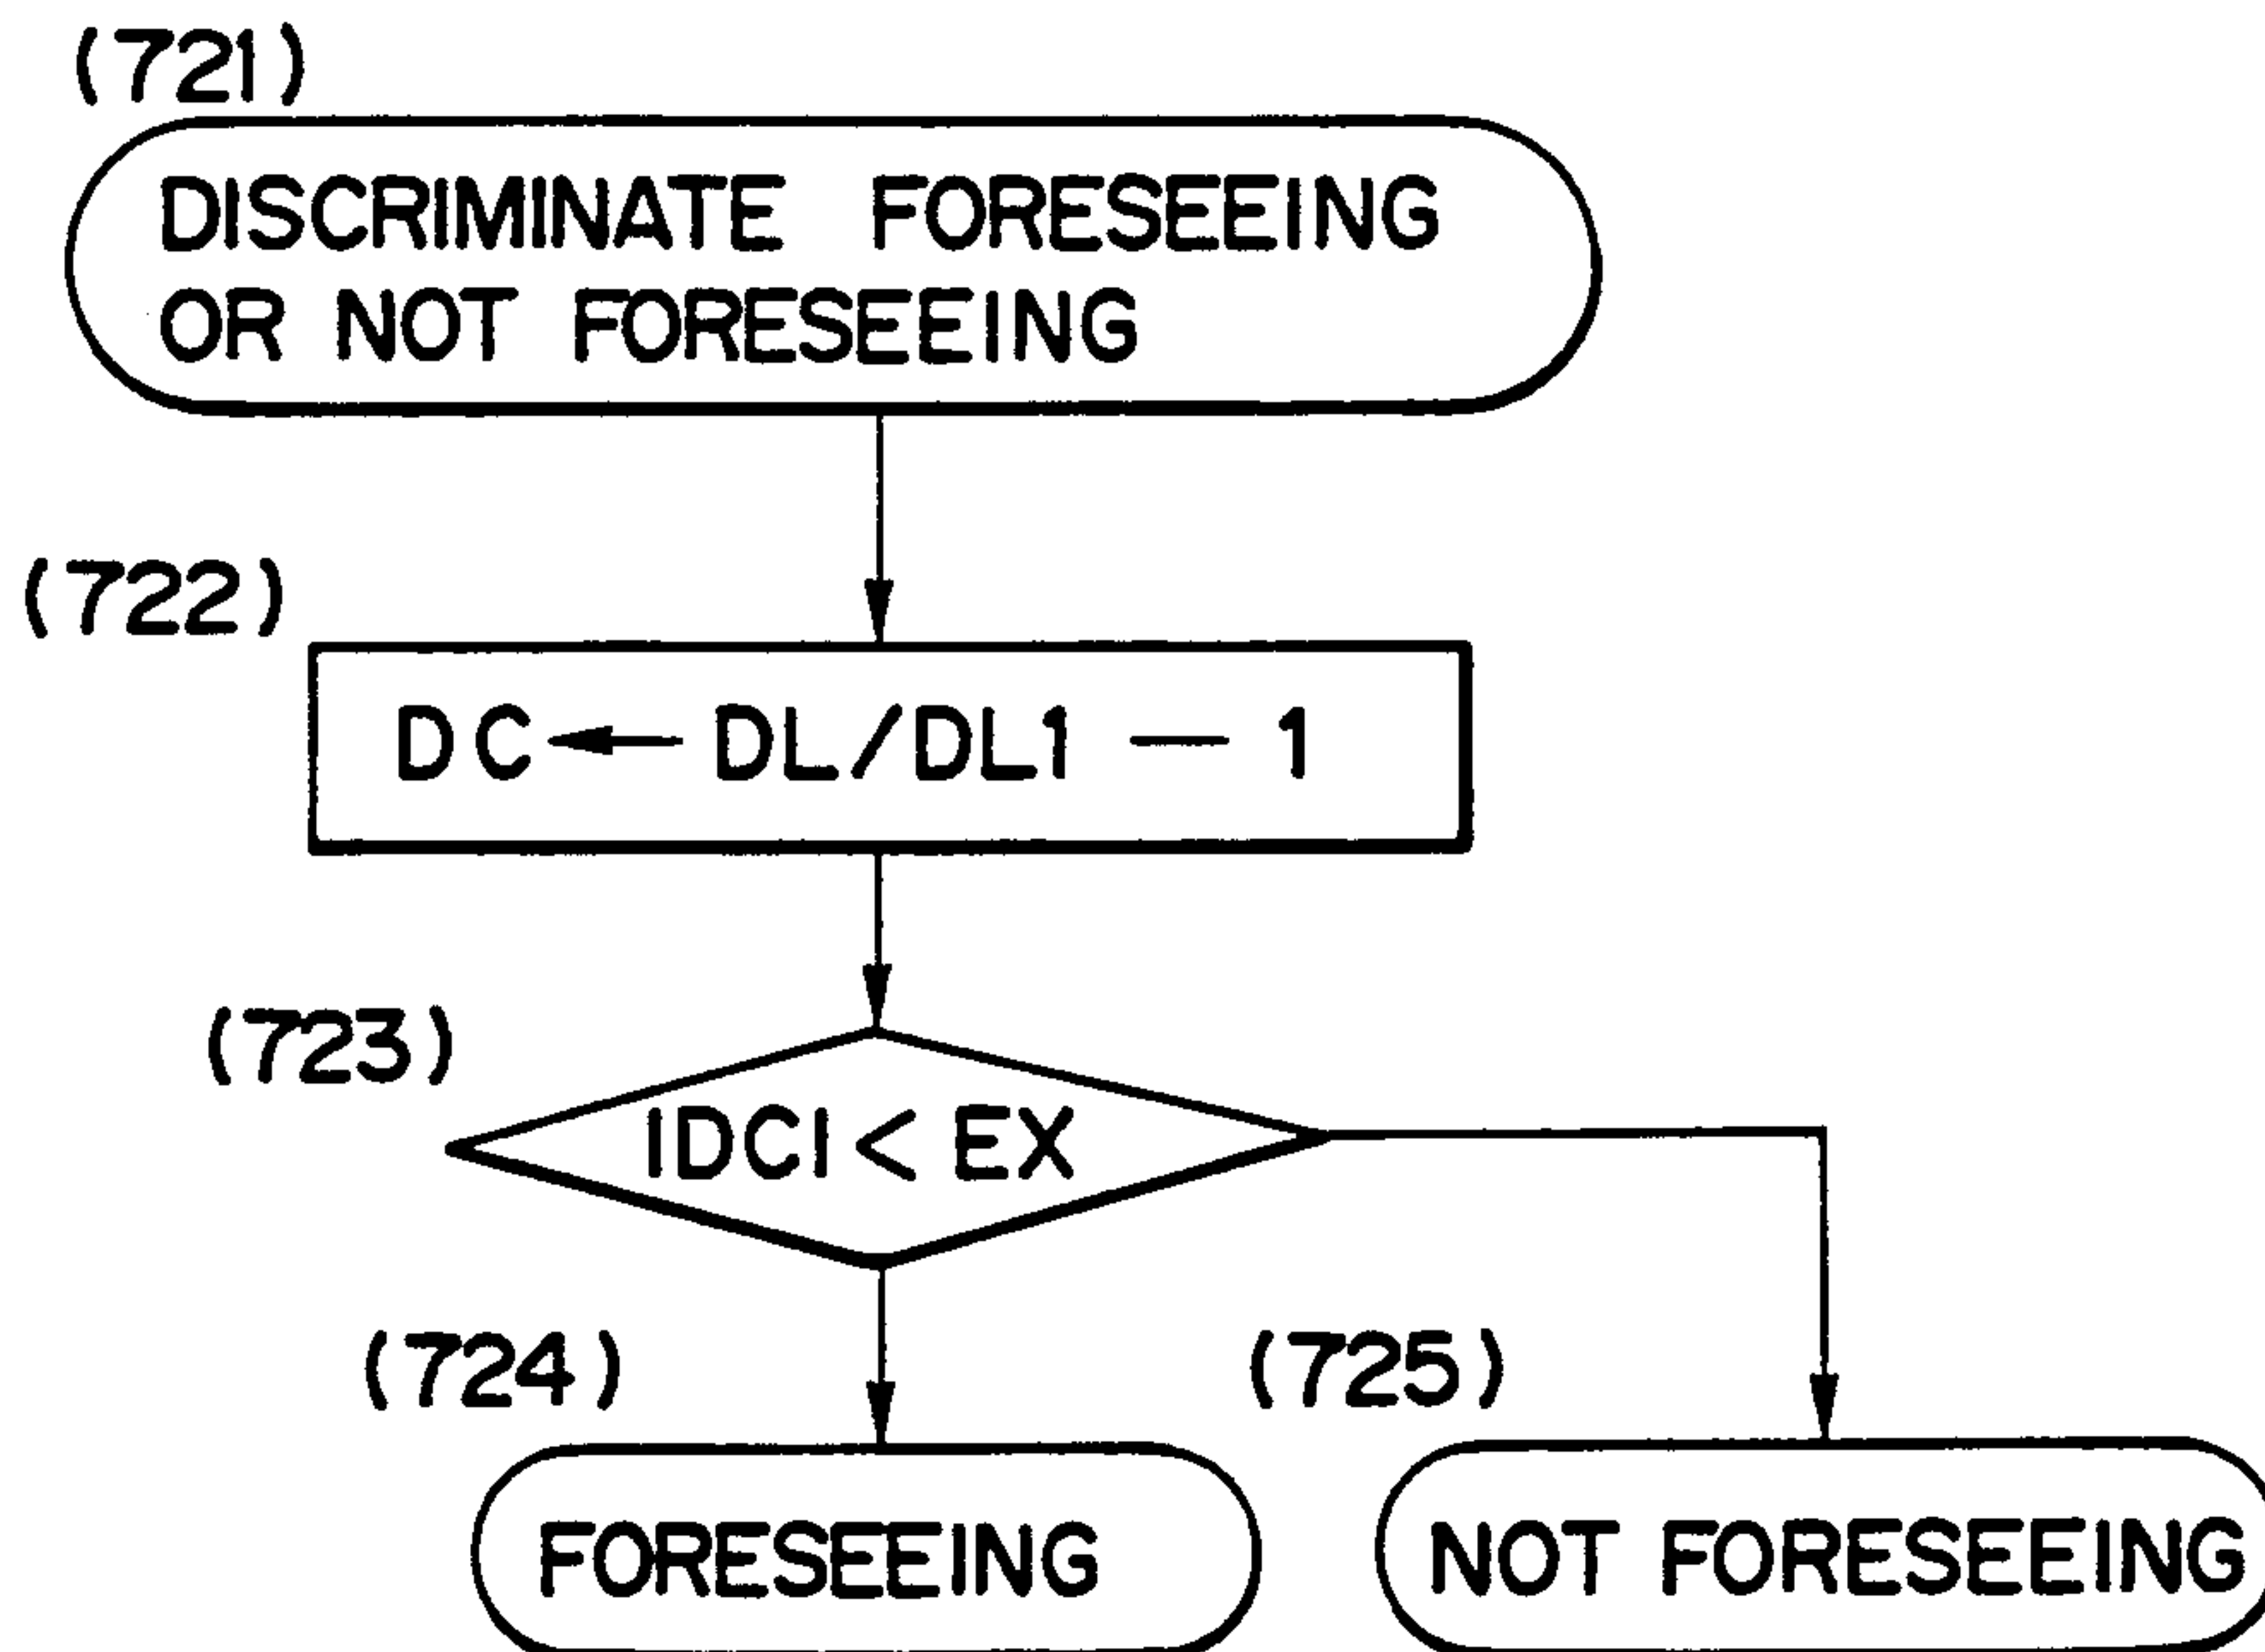 (721)
DISCRIMINATE FORESEEING
OR NOT FORESEEING
(722)
DC ← DL/DL1 — 1
(723)
|DC| < EX
(724)
(725)
FORESEEING
NOT FORESEEING